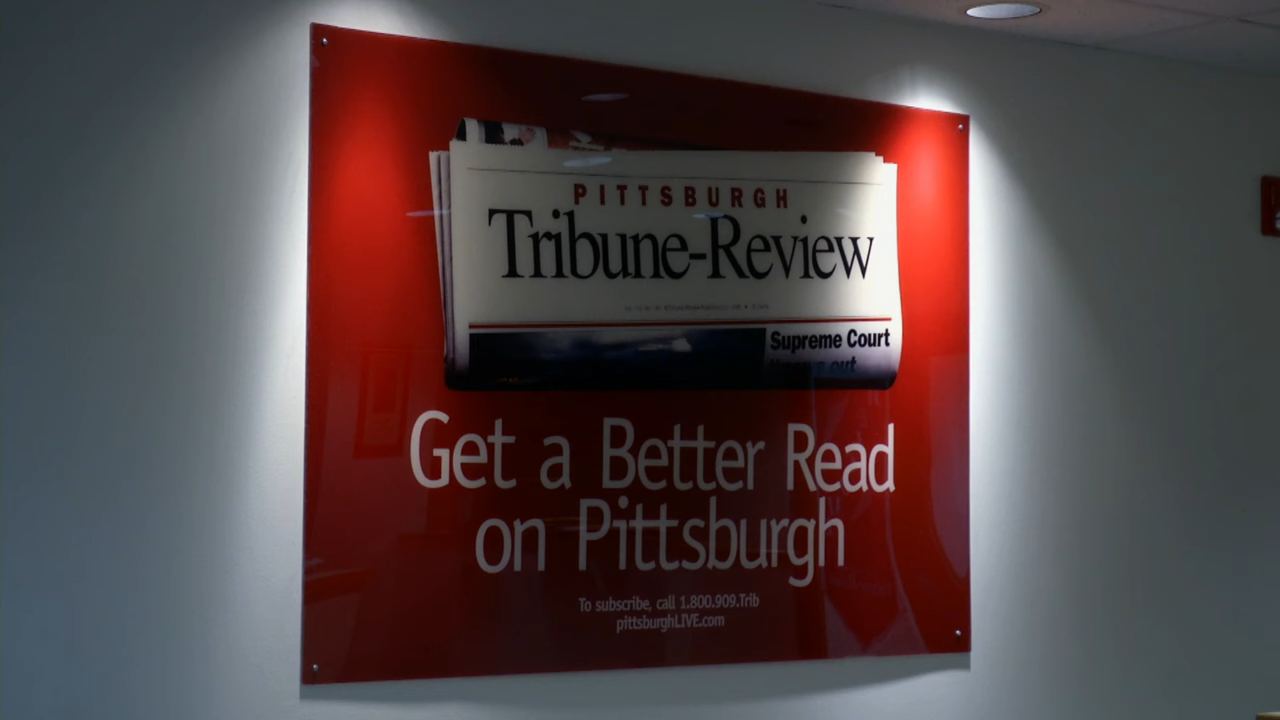 PITTSBURGH
Tribune-Review
Supreme Court
out
Get a Better Read
on Pittsburgh
To subscribe, call 1.800.909.Trib
pittsburghLIVE.com